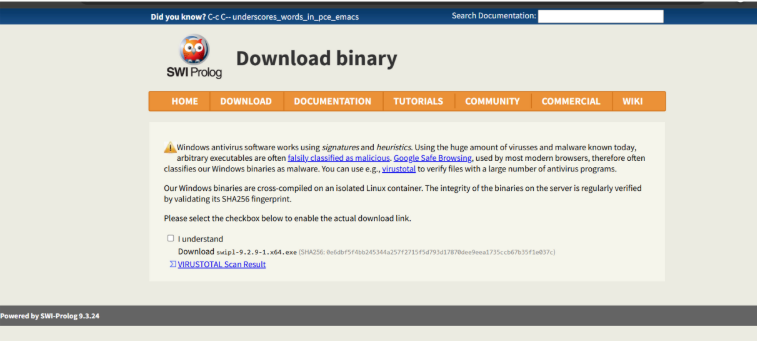 Did you know? C-c C-- underscores_words_in_pce_emacs Search Documentation:
SWI Prolog
Download binary
HOME DOWNLOAD DOCUMENTATION TUTORIALS COMMUNITY COMMERCIAL WIKI
Windows antivirus software works using signatures and heuristics. Using the huge amount of virusses and malware known today,
arbitrary executables are often falsily classified as malicious. Google Safe Browsing, used by most modern browsers, therefore often
classifies our Windows binaries as malware. You can use e.g., virustotal to verify files with a large number of antivirus programs.
Our Windows binaries are cross-compiled on an isolated Linux container. The integrity of the binaries on the server is regularly verified
by validating its SHA256 fingerprint.
Please select the checkbox below to enable the actual download link.
I understand
Download swipl-9.2.9-1.x64.exe (SHA256:
VIRUSTOTAL Scan Result
Powered by SWI-Prolog 9.3.24